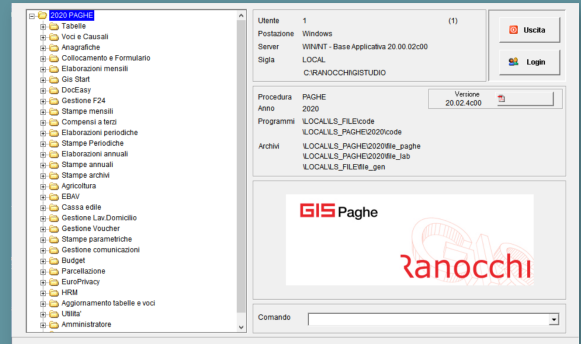 2020 PAGHE
Tabelle
Voci e Causali
Anagrafiche
Collocamento e Formulario
Elaborazioni mensili
Gis Start
DocEasy
Gestione F24
Stampe mensili
Compensi a terzi
Elaborazioni periodiche
Stampe Periodiche
Elaborazioni annuali
Stampe annuali
Stampe archivi
Agricoltura
EBAV
Cassa edile
Gestione Lav.Domicilio
Gestione Voucher
Stampe parametriche
Gestione comunicazioni
Budget
Parcellazione
EuroPrivacy
HRM
Aggiornamento tabelle e voci
Utilita'
Amministratore
Utente 1 (1)
Postazione Windows
Server WIN/NT - Base Applicativa 20.00.02c00
Sigla LOCAL
C:\RANOCCHI\GISTUDIO
Uscita
Login
Procedura PAGHE
Anno 2020
Programmi \LOCAL\LS_FILE\code
\LOCAL\LS_PAGHE\2020\code
Archivi \LOCAL\LS_PAGHE\2020\file_paghe
\LOCAL\LS_PAGHE\2020\file_lab
\LOCAL\LS_FILE\file_gen
Versione
20.02.4c00
GIS Paghe
Ranocchi
Comando